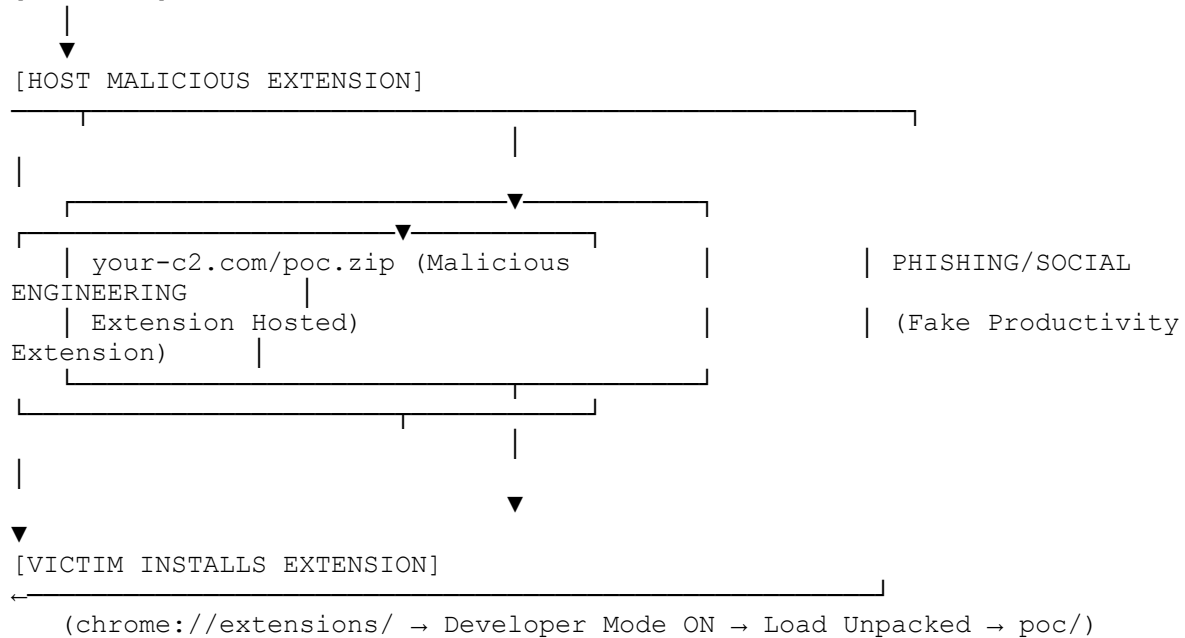 [HOST MALICIOUS EXTENSION]
your-c2.com/poc.zip (Malicious PHISHING/SOCIAL
ENGINEERING
Extension Hosted) (Fake Productivity
Extension)
[VICTIM INSTALLS EXTENSION]
(chrome://extensions/ → Developer Mode ON → Load Unpacked → poc/)